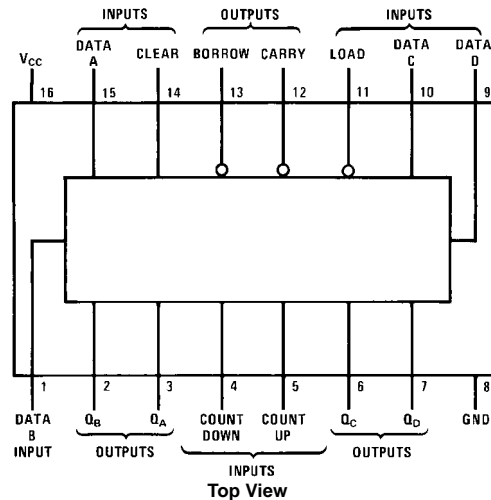 INPUTS OUTPUTS INPUTS
VCC DATA A CLEAR BORROW CARRY LOAD DATA C DATA D
16 15 14 13 12 11 10 9
1 2 3 4 5 6 7 8
DATA B INPUT QB QA COUNT DOWN COUNT UP QC QD GND
OUTPUTS INPUTS OUTPUTS
Top View